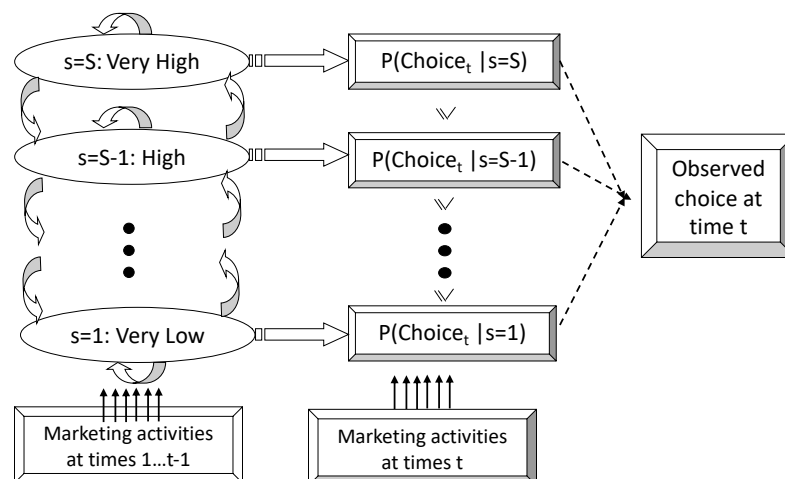 s=S: Very High
P(Choiceₜ |s=S)
s=S-1: High
P(Choiceₜ |s=S-1)
Observed
choice at
time t
s=1: Very Low
P(Choiceₜ |s=1)
Marketing activities
at times 1...t-1
Marketing activities
at times t